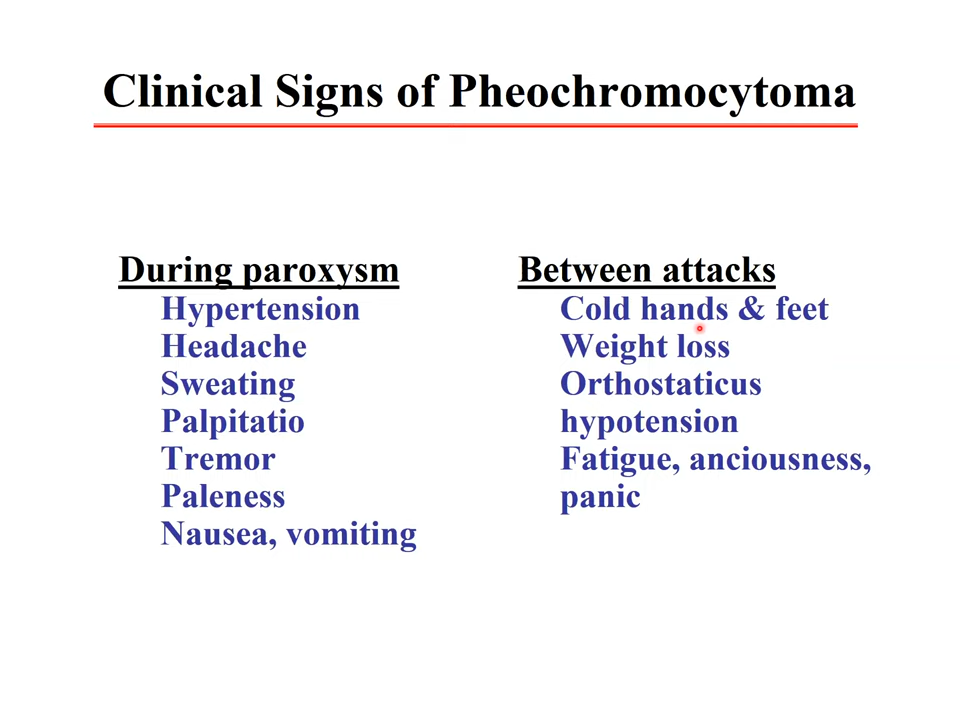 Clinical Signs of Pheochromocytoma
During paroxysm
Hypertension
Headache
Sweating
Palpitatio
Tremor
Paleness
Nausea, vomiting
Between attacks
Cold hands & feet
Weight loss
Orthostaticus
hypotension
Fatigue, anciousness,
panic